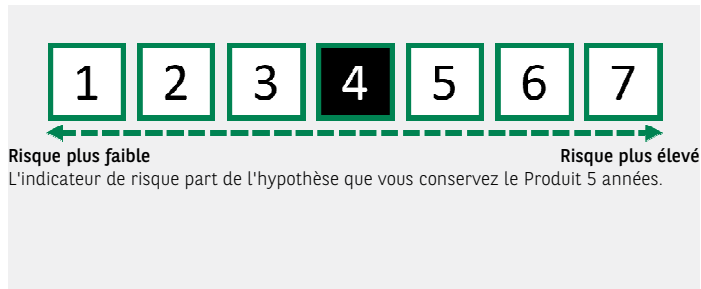 1 2 3 4 5 6 7
Risque plus faible Risque plus élevé
L'indicateur de risque part de l'hypothèse que vous conservez le Produit 5 années.